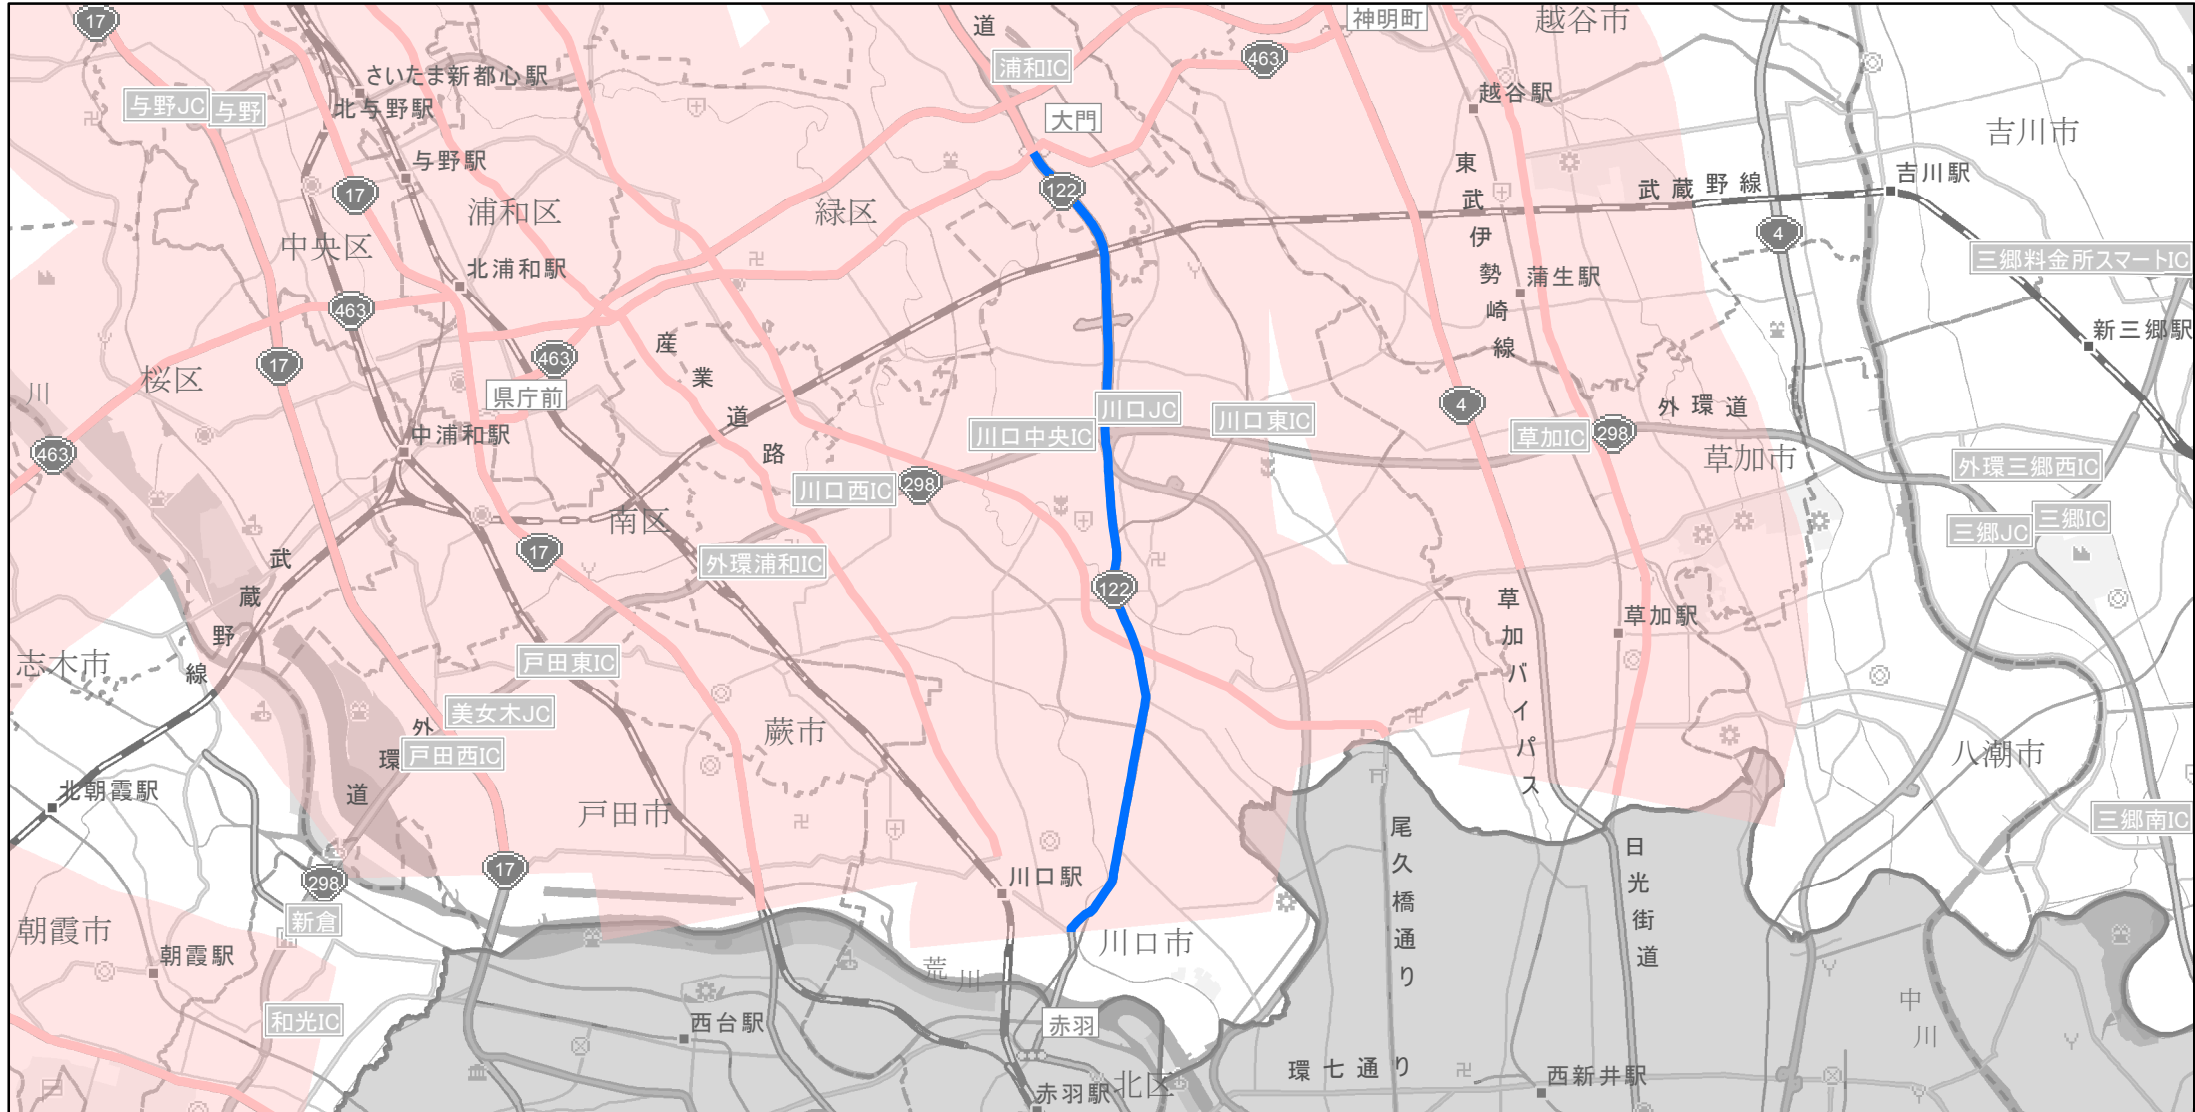 17
道
神明町
越谷市
浦和IC
463
さいたま新都心駅
与野JC
与野
北与野駅
大門
越谷駅
吉川市
与野駅
17
122
東武伊勢崎線
武蔵野線
吉川駅
浦和区
緑区
中央区
4
北浦和駅
三郷料金所スマートIC
蒲生駅
463
新三郷駅
産業道路
463
17
桜区
県庁前
川
川口JC
川口東IC
4
外環道
中浦和駅
川口中央IC
草加IC
298
463
草加市
外環三郷西IC
川口西IC
298
南区
三郷JC
三郷IC
17
外環浦和IC
武蔵野線
122
草加バイパス
草加駅
志木市
戸田東IC
美女木JC
外環道
戸田西IC
蕨市
八潮市
北朝霞駅
戸田市
三郷南IC
尾久橋通り
日光街道
17
298
川口駅
新倉
朝霞市
朝霞駅
川口市
荒川
和光IC
西台駅
赤羽
中川
環七通り
西新井駅
赤羽駅
北区